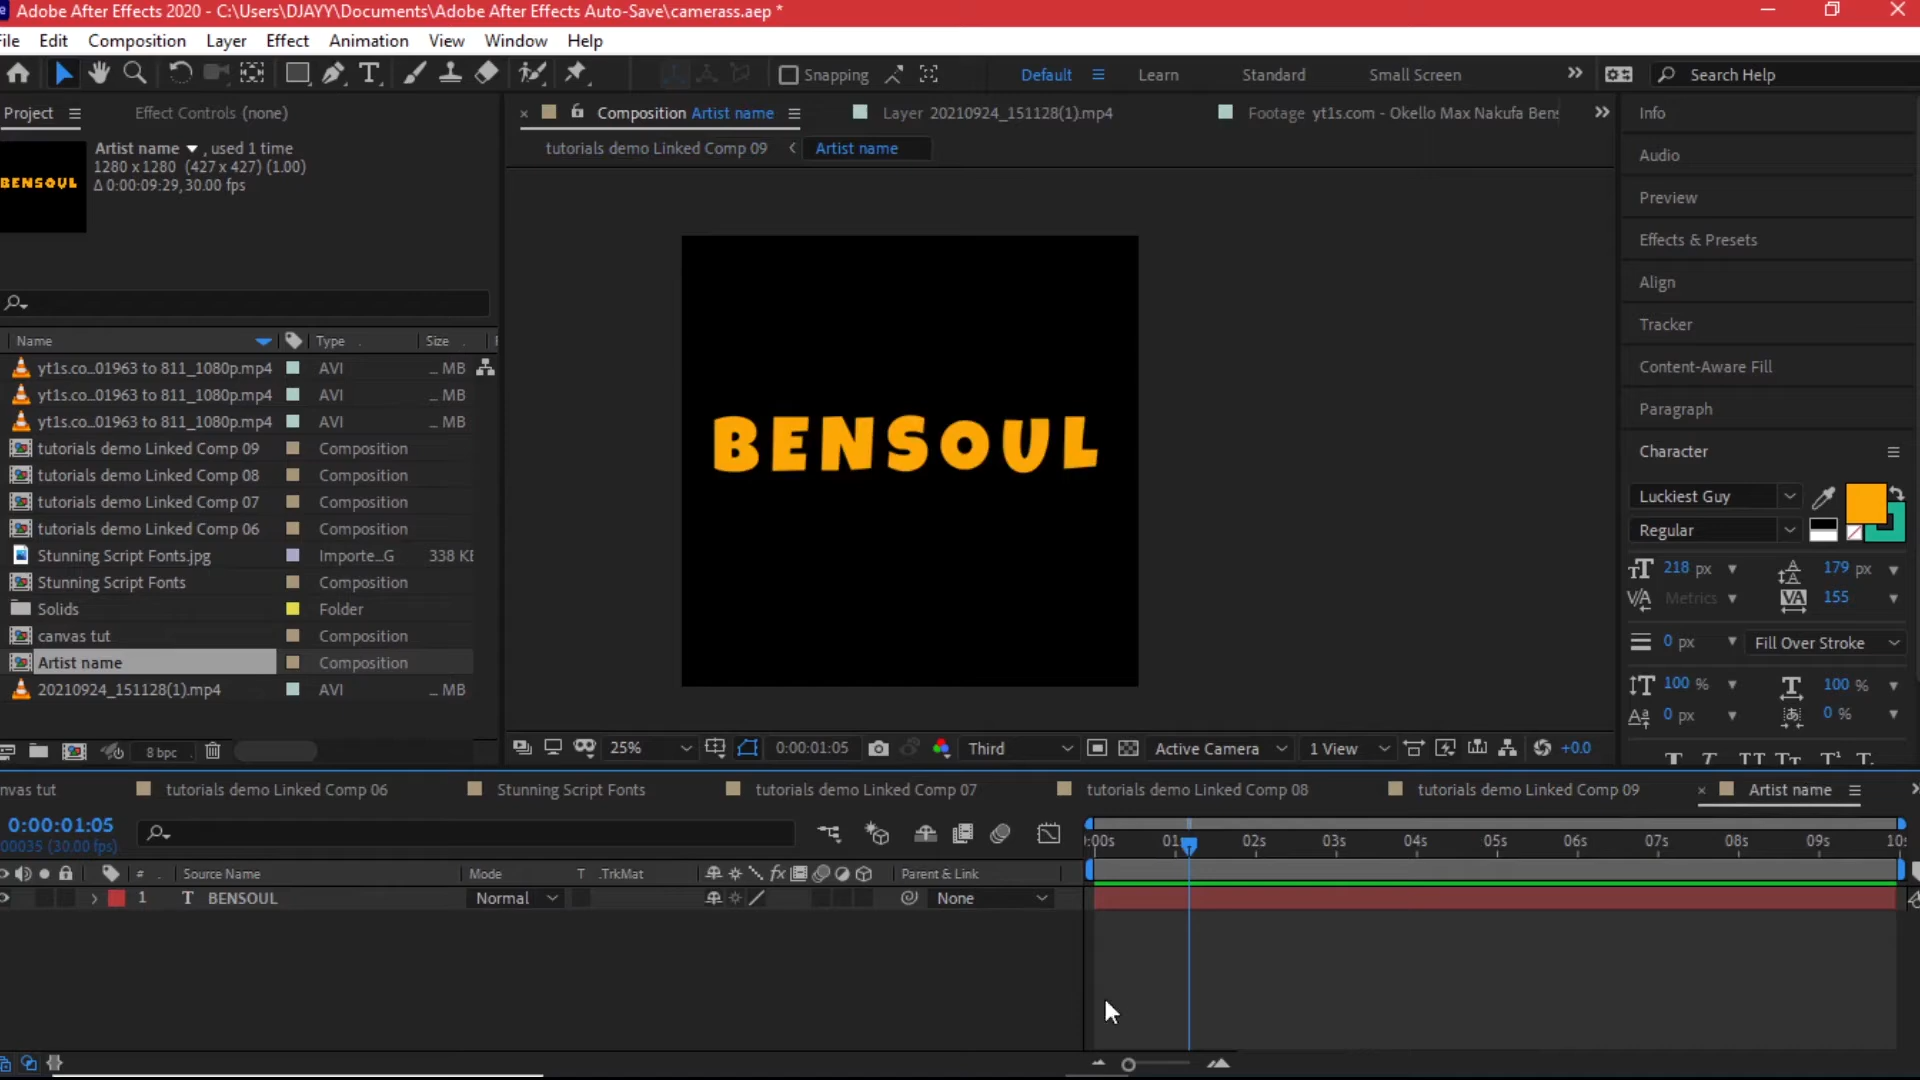 Adobe After Effects 2020 - C:\Users\DJAYY\Documents\Adobe After Effects Auto-Save\camerass.aep *
File Edit Composition Layer Effect Animation View Window Help
Snapping Default Learn Standard Small Screen Search Help
Project Effect Controls (none)
Composition Artist name Layer 20210924_151128(1).mp4 Footage yt1s.com - Okello Max Nakufa Bens
tutorials demo Linked Comp 09 Artist name
Artist name , used 1 time
1280 x 1280 (427 x 427) (1.00)
Δ 0:00:09:29, 30.00 fps
BENSOUL
Name Type Size
yt1s.co...01963 to 811_1080p.mp4 AVI ... MB
yt1s.co...01963 to 811_1080p.mp4 AVI ... MB
yt1s.co...01963 to 811_1080p.mp4 AVI ... MB
tutorials demo Linked Comp 09 Composition
tutorials demo Linked Comp 08 Composition
tutorials demo Linked Comp 07 Composition
tutorials demo Linked Comp 06 Composition
Stunning Script Fonts.jpg Importe...G 338 KE
Stunning Script Fonts Composition
Solids Folder
canvas tut Composition
Artist name Composition
20210924_151128(1).mp4 AVI ... MB
8 bpc
BENSOUL
25% 0:00:01:05 Third Active Camera 1 View +0.0
Info
Audio
Preview
Effects & Presets
Align
Tracker
Content-Aware Fill
Paragraph
Character
Luckiest Guy
Regular
218 px 179 px
Metrics 155
0 px Fill Over Stroke
100 % 100 %
0 px 0 %
nvas tut tutorials demo Linked Comp 06 Stunning Script Fonts tutorials demo Linked Comp 07 tutorials demo Linked Comp 08 tutorials demo Linked Comp 09 Artist name
0:00:01:05
00035 (30.00 fps)
:00s 01 02s 03s 04s 05s 06s 07s 08s 09s 10
# Source Name Mode T .TrkMat fx Parent & Link
1 T BENSOUL Normal None